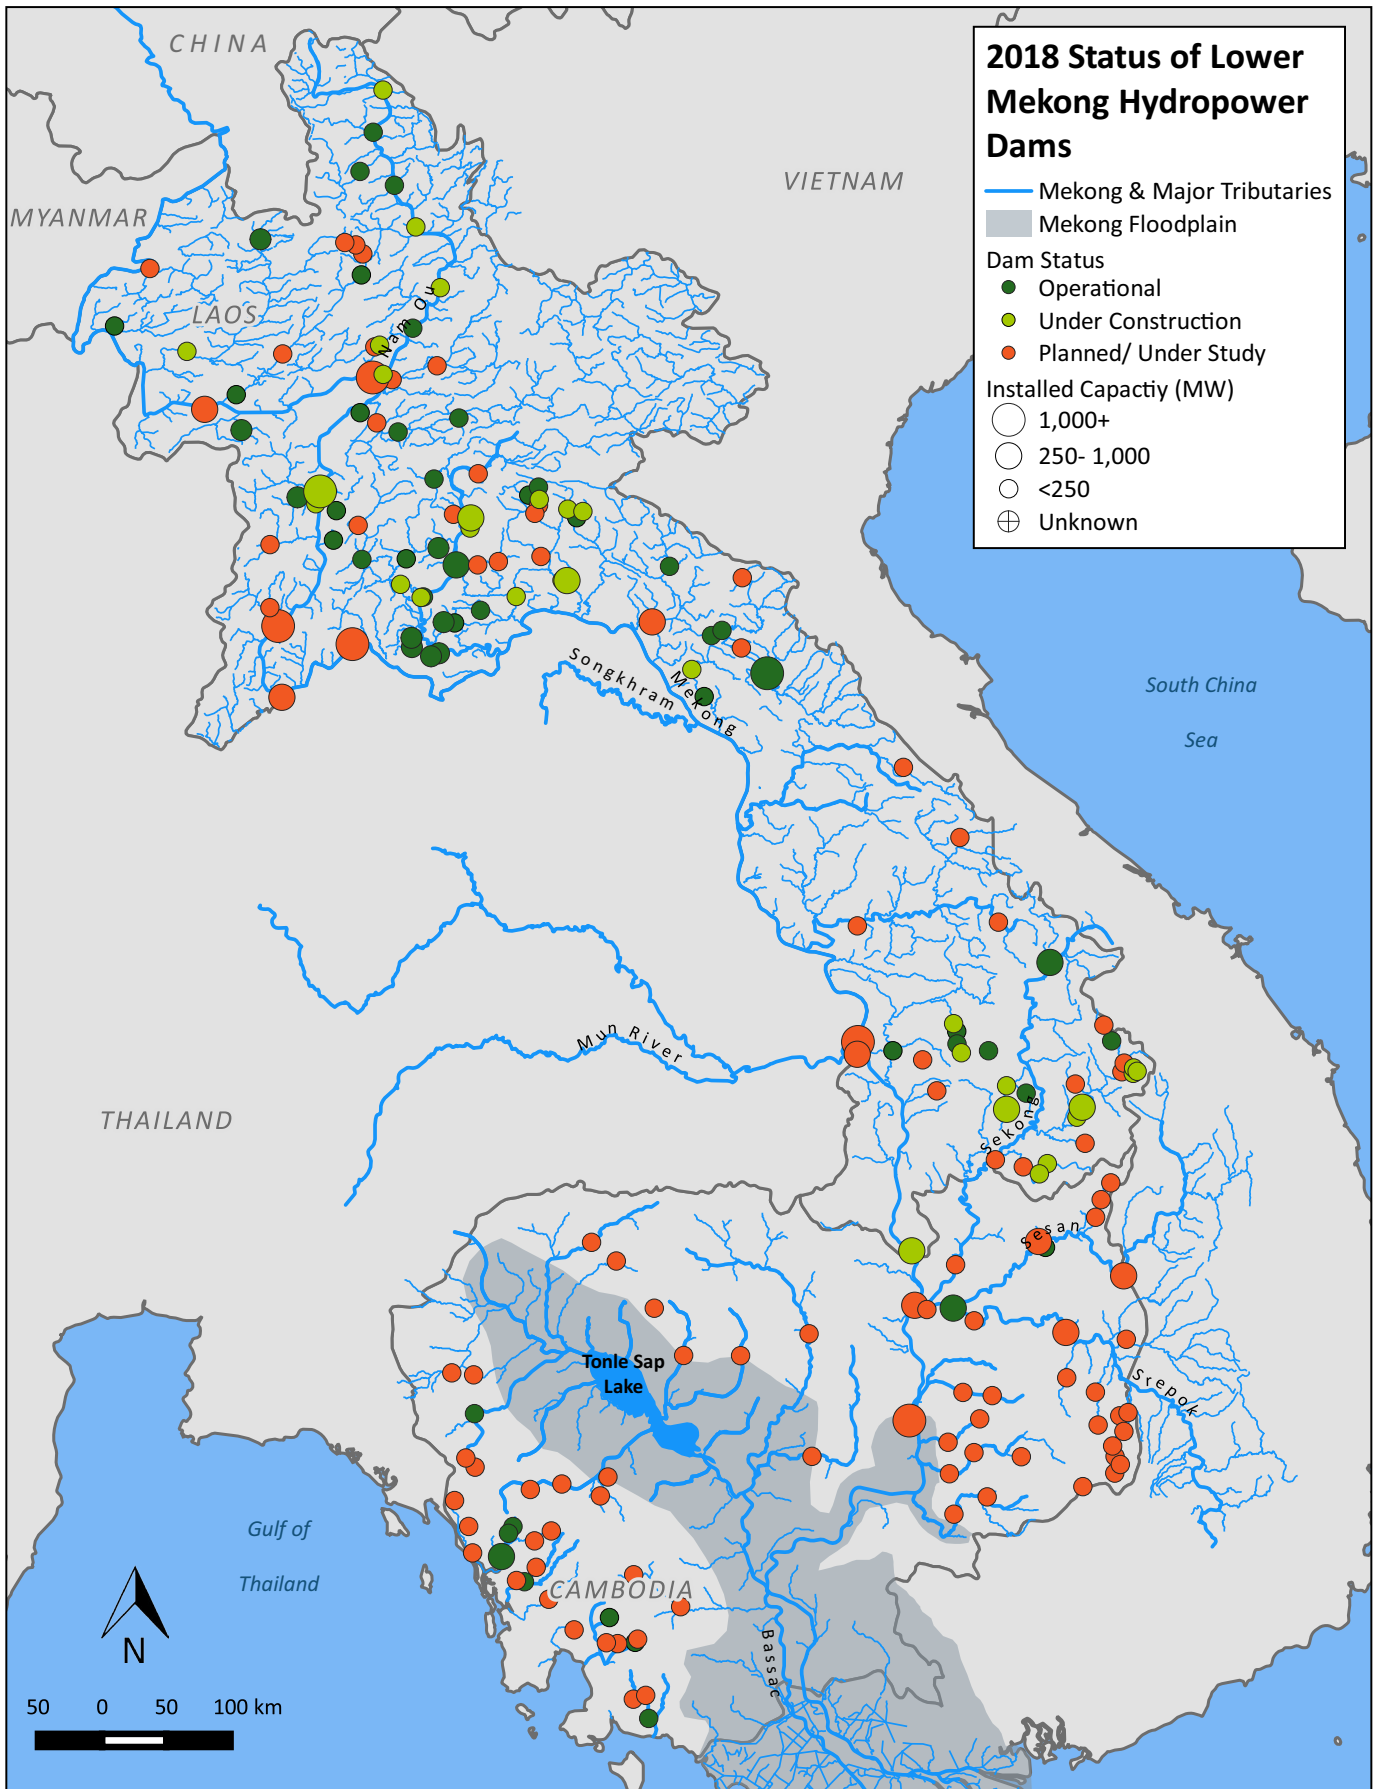 2018 Status of Lower
Mekong Hydropower
Dams
Mekong & Major Tributaries
Mekong Floodplain
Dam Status
Operational
Under Construction
Planned/ Under Study
Installed Capactiy (MW)
1,000+
250- 1,000
<250
Unknown
CHINA
VIETNAM
MYANMAR
LAOS
Nam Ou
Songkhram
Mekong
South China
Sea
Mun River
THAILAND
Sekong
Sesan
Tonle Sap
Lake
Srepok
Gulf of
Thailand
CAMBODIA
Bassac
N
50 0 50 100 km